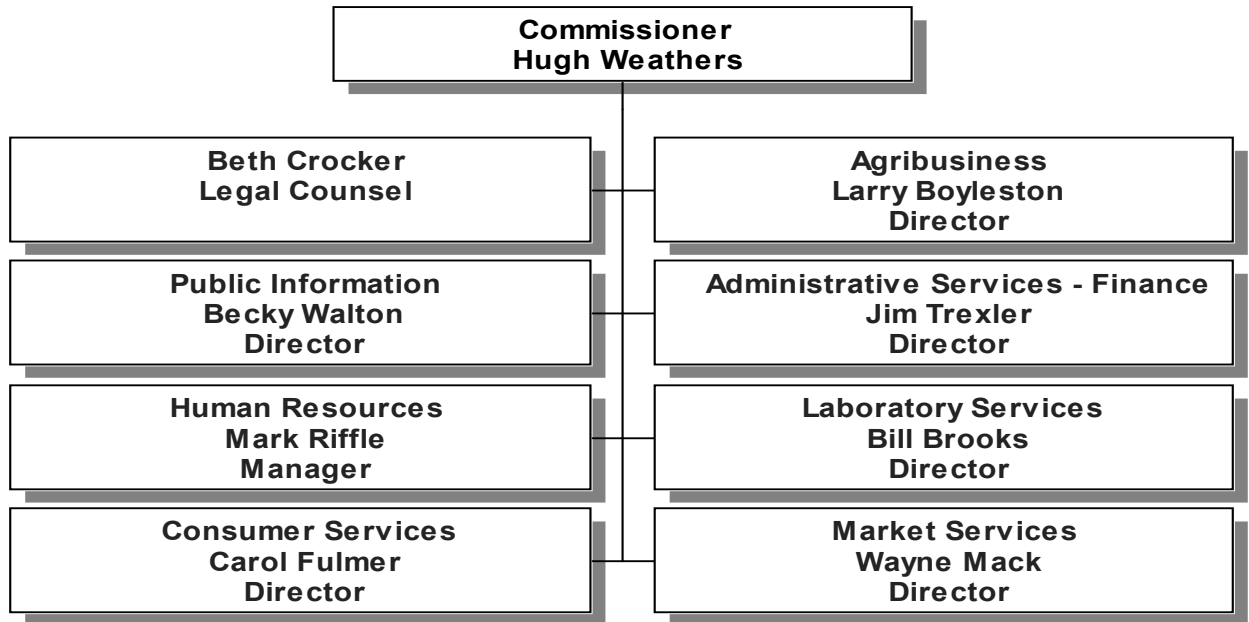 Commissioner
Hugh Weathers
Beth Crocker
Legal Counsel
Agribusiness
Larry Boyleston
Director
Public Information
Becky Walton
Director
Administrative Services - Finance
Jim Trexler
Director
Human Resources
Mark Riffle
Manager
Laboratory Services
Bill Brooks
Director
Consumer Services
Carol Fulmer
Director
Market Services
Wayne Mack
Director